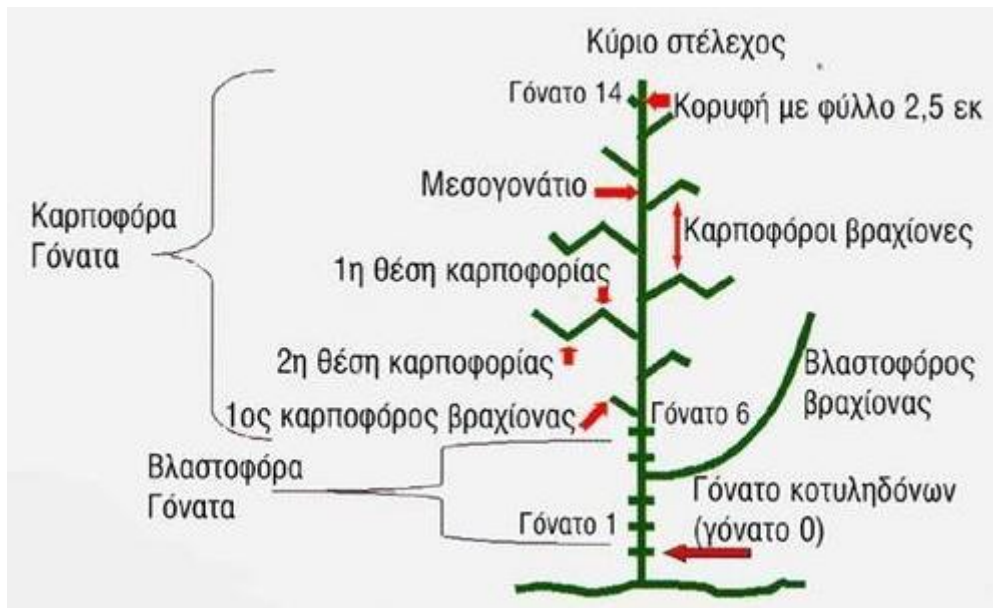 Κύριο στέλεχος
Γόνατο 14
Κορυφή με φύλλο 2,5 εκ
Μεσογονάτιο
Καρποφόρα
Γόνατα
Καρποφόροι βραχίονες
1η θέση καρποφορίας
2η θέση καρποφορίας
Βλαστοφόρος
βραχίονας
1ος καρποφόρος βραχίονας
Γόνατο 6
Βλαστοφόρα
Γόνατα
Γόνατο κοτυληδόνων
(γόνατο 0)
Γόνατο 1